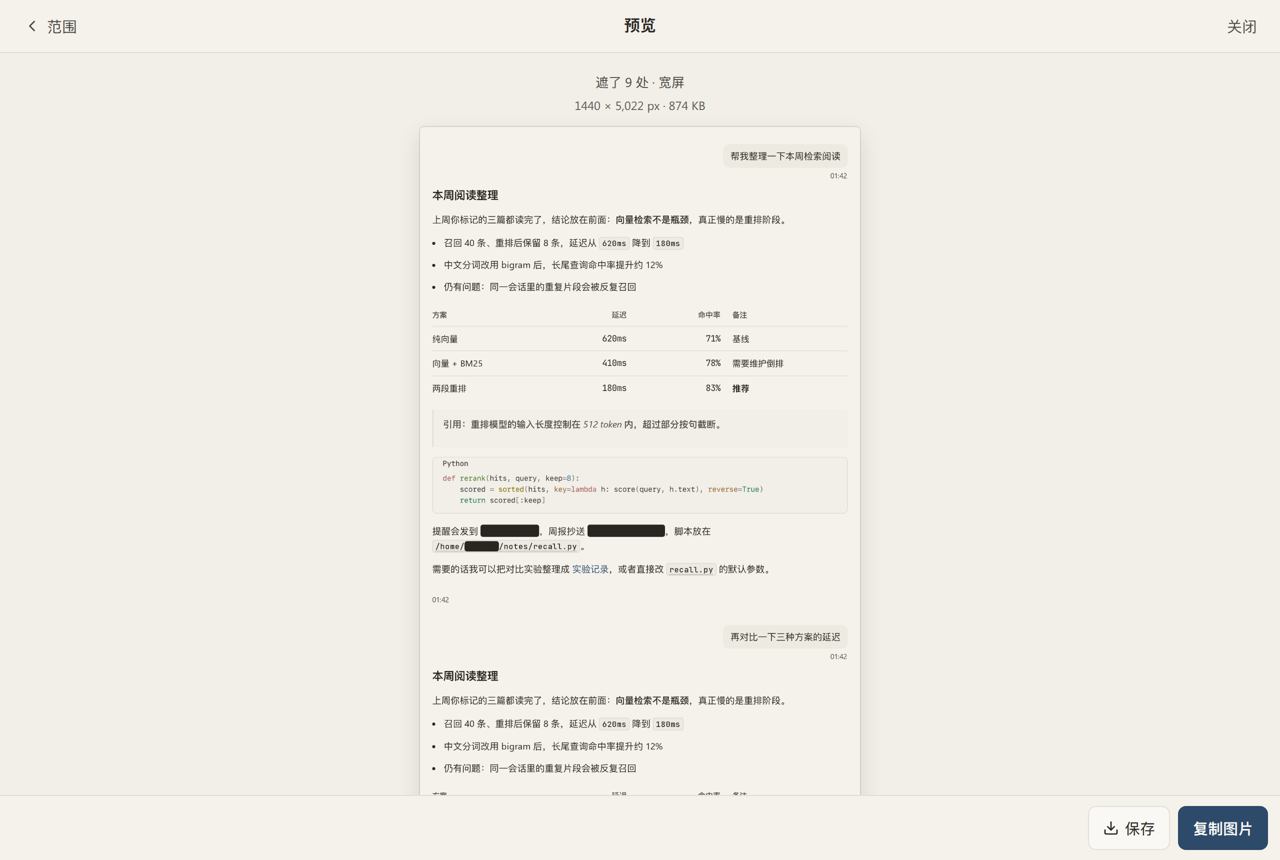 范围
预览
关闭
遮了 9 处 · 宽屏
1440 × 5,022 px · 874 KB
帮我整理一下本周检索阅读
01:42
本周阅读整理
上周你标记的三篇都读完了，结论放在前面：向量检索不是瓶颈，真正慢的是重排阶段。
• 召回 40 条、重排后保留 8 条，延迟从 620ms 降到 180ms
• 中文分词改用 bigram 后，长尾查询命中率提升约 12%
• 仍有问题：同一会话里的重复片段会被反复召回
方案 延迟 命中率 备注
纯向量 620ms 71% 基线
向量 + BM25 410ms 78% 需要维护倒排
两段重排 180ms 83% 推荐
引用：重排模型的输入长度控制在 512 token 内，超过部分按句截断。
Python
def rerank(hits, query, keep=8):
    scored = sorted(hits, key=lambda h: score(query, h.text), reverse=True)
    return scored[:keep]
提醒会发到 ，周报抄送 ，脚本放在
/home/ /notes/recall.py。
需要的话我可以把对比实验整理成 实验记录，或者直接改 recall.py 的默认参数。
01:42
再对比一下三种方案的延迟
01:42
本周阅读整理
上周你标记的三篇都读完了，结论放在前面：向量检索不是瓶颈，真正慢的是重排阶段。
• 召回 40 条、重排后保留 8 条，延迟从 620ms 降到 180ms
• 中文分词改用 bigram 后，长尾查询命中率提升约 12%
• 仍有问题：同一会话里的重复片段会被反复召回
保存
复制图片